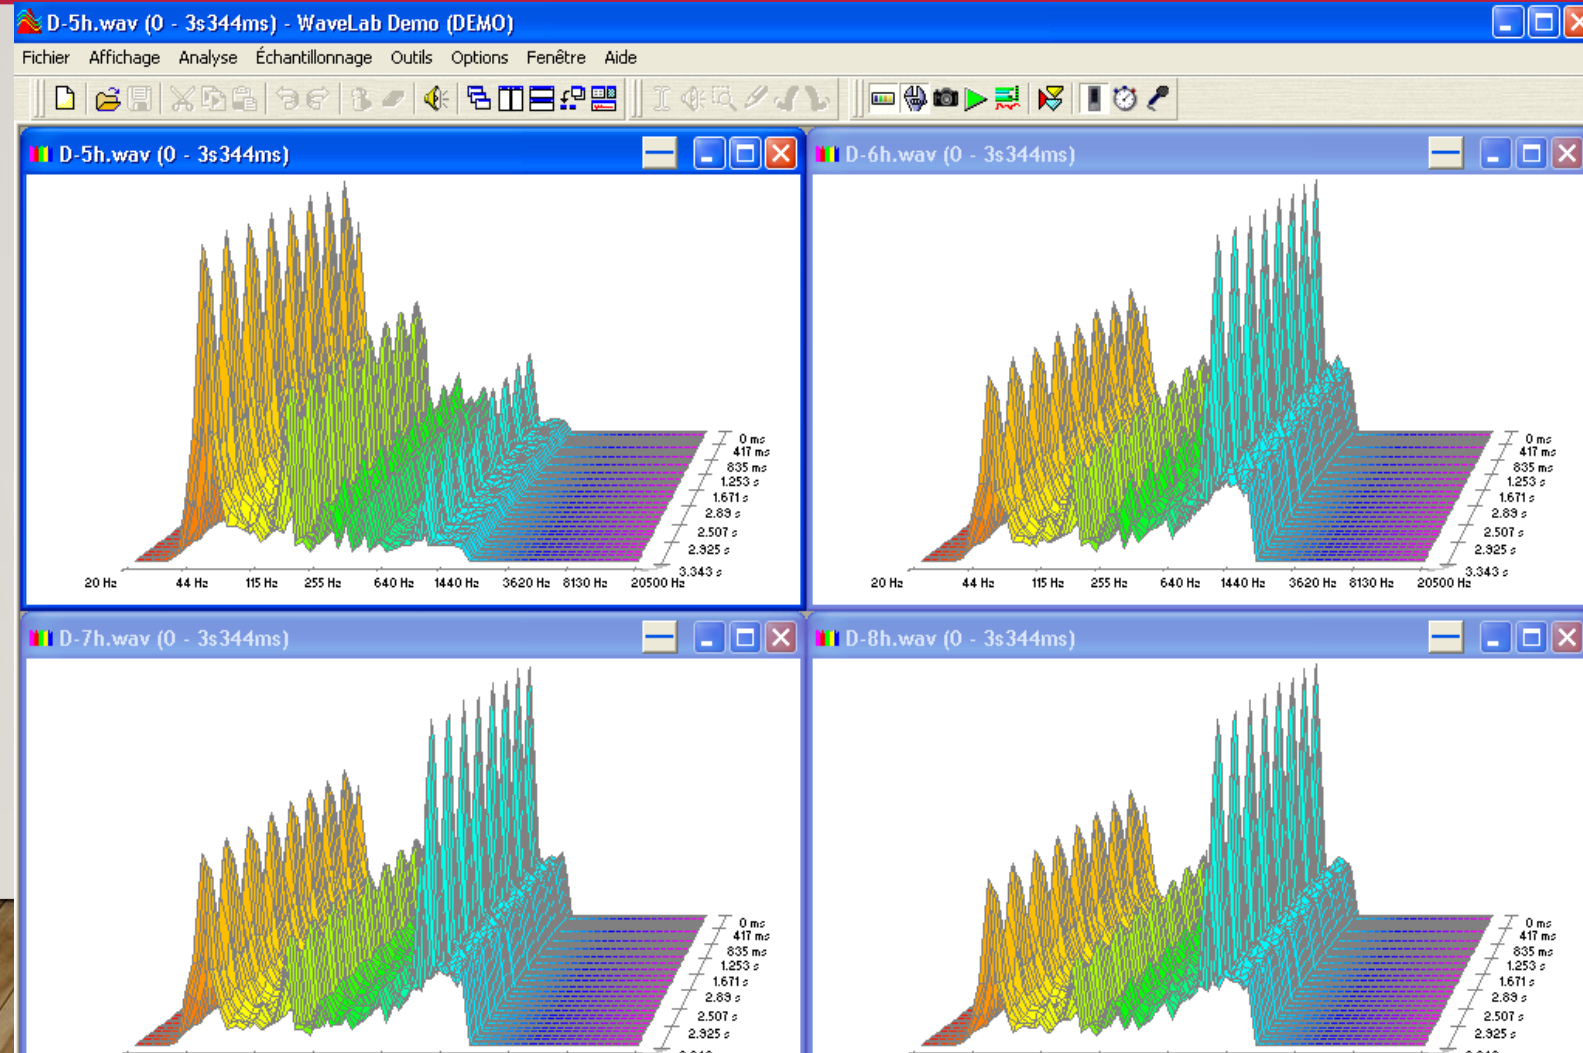 D-5h.wav (0 - 3s344ms) - WaveLab Demo (DEMO)
Fichier Affichage Analyse Échantillonnage Outils Options Fenêtre Aide
D-5h.wav (0 - 3s344ms)
0 ms
417 ms
835 ms
1.253 s
1.671 s
2.89 s
2.507 s
2.925 s
3.343 s
20 Hz 44 Hz 115 Hz 255 Hz 640 Hz 1440 Hz 3620 Hz 8130 Hz 20500 Hz
D-6h.wav (0 - 3s344ms)
0 ms
417 ms
835 ms
1.253 s
1.671 s
2.89 s
2.507 s
2.925 s
3.343 s
20 Hz 44 Hz 115 Hz 255 Hz 640 Hz 1440 Hz 3620 Hz 8130 Hz 20500 Hz
D-7h.wav (0 - 3s344ms)
0 ms
417 ms
835 ms
1.253 s
1.671 s
2.89 s
2.507 s
2.925 s
D-8h.wav (0 - 3s344ms)
0 ms
417 ms
835 ms
1.253 s
1.671 s
2.89 s
2.507 s
2.925 s